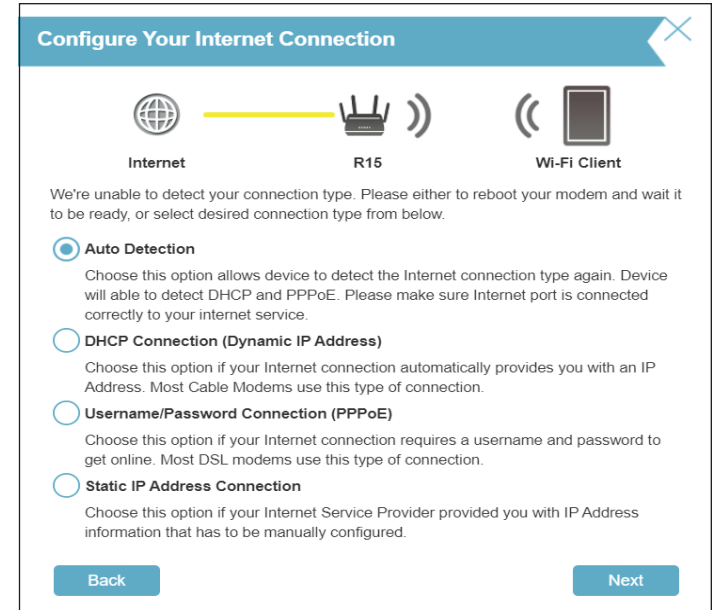 Configure Your Internet Connection
Internet
R15
Wi-Fi Client
We're unable to detect your connection type. Please either to reboot your modem and wait it
to be ready, or select desired connection type from below.
Auto Detection
Choose this option allows device to detect the Internet connection type again. Device
will able to detect DHCP and PPPoE. Please make sure Internet port is connected
correctly to your internet service.
DHCP Connection (Dynamic IP Address)
Choose this option if your Internet connection automatically provides you with an IP
Address. Most Cable Modems use this type of connection.
Username/Password Connection (PPPoE)
Choose this option if your Internet connection requires a username and password to
get online. Most DSL modems use this type of connection.
Static IP Address Connection
Choose this option if your Internet Service Provider provided you with IP Address
information that has to be manually configured.
Back
Next